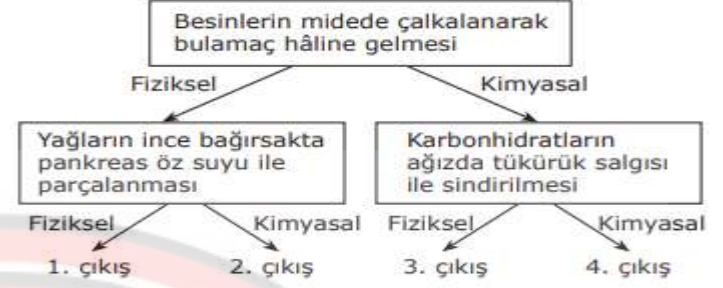 Besinlerin midede çalkalanarak
bulamaç hâline gelmesi
Fiziksel Kimyasal
Yağların ince bağırsakta
pankreas öz suyu ile
parçalanması
Karbonhidratların
ağızda tükürük salgısı
ile sindirilmesi
Fiziksel Kimyasal Fiziksel Kimyasal
1. çıkış 2. çıkış 3. çıkış 4. çıkış